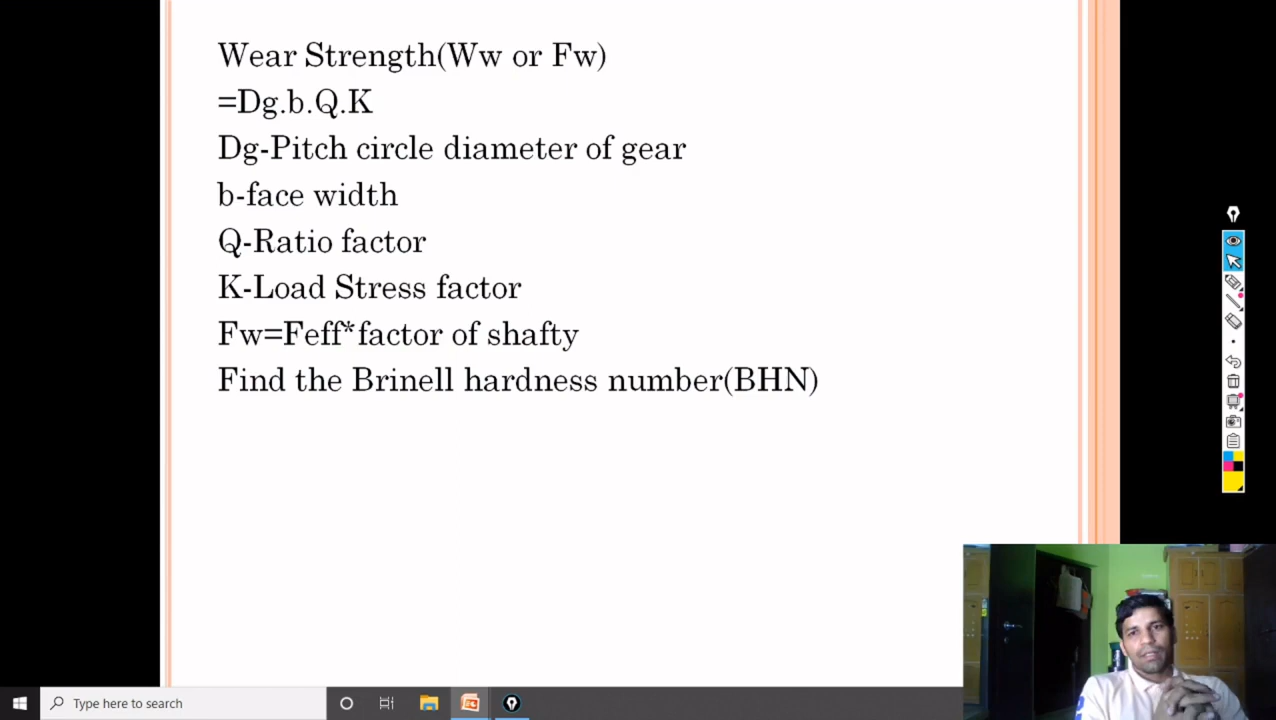 Wear Strength(Ww or Fw)
=Dg.b.Q.K
Dg-Pitch circle diameter of gear
b-face width
Q-Ratio factor
K-Load Stress factor
Fw=Feff*factor of shafty
Find the Brinell hardness number(BHN)
Type here to search